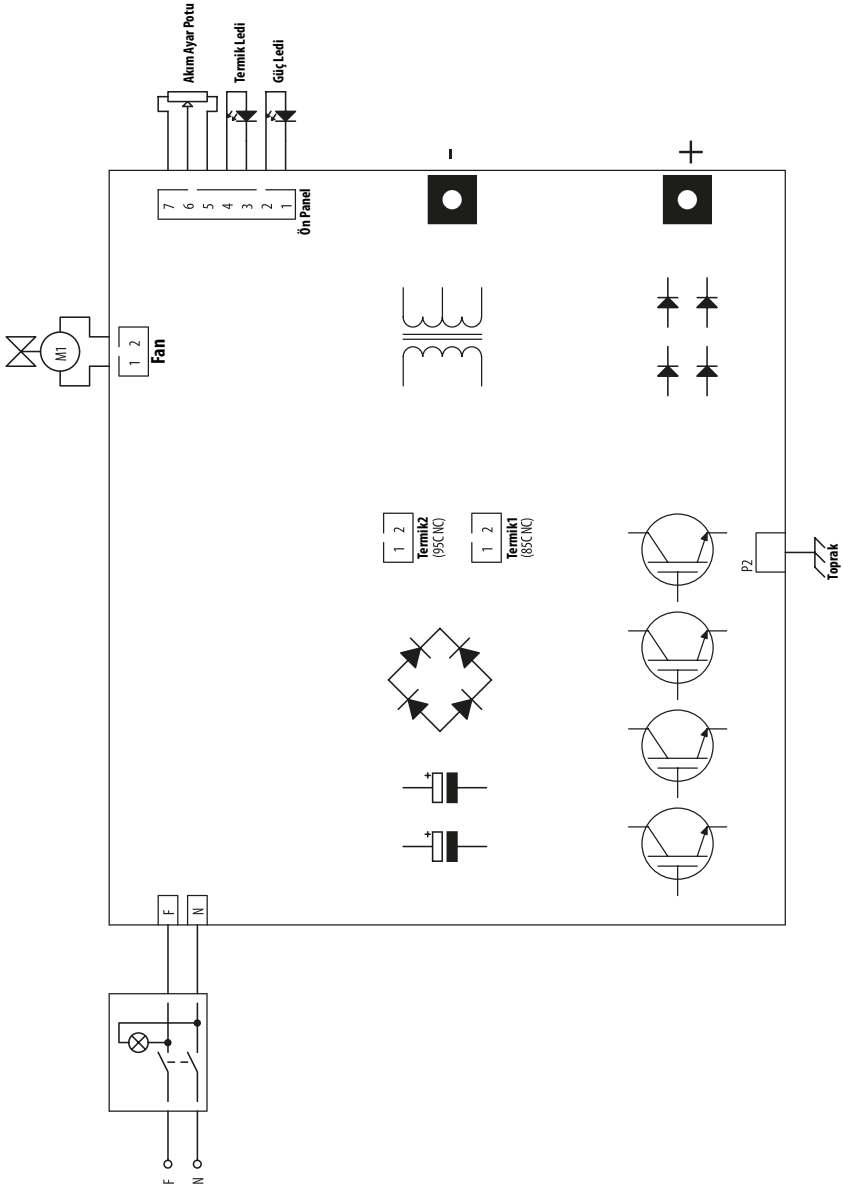 Akım Ayar Potu
Termik Ledi
Güç Ledi
7
6
5
4
3
2
1
Ön Panel
-
+
M1
1 2
Fan
1 2
Termik2
(95C NC)
1 2
Termik1
(85C NC)
P2
Toprak
+
+
F
N
F
N